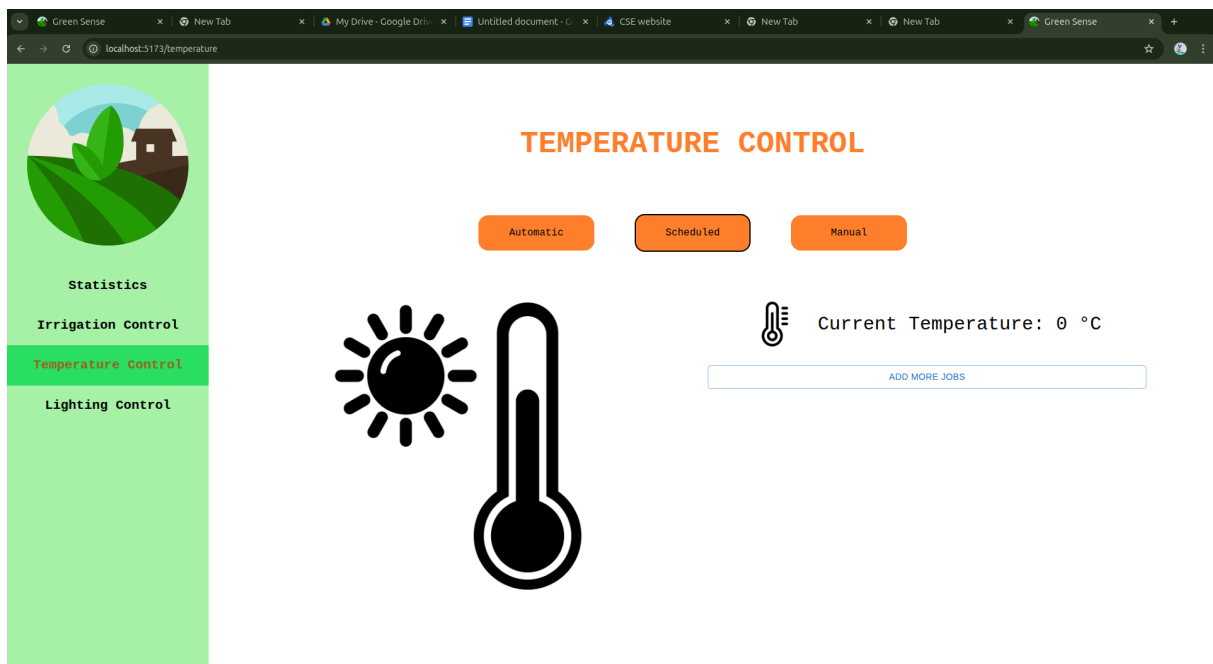 Green Sense
New Tab
My Drive - Google Driv
Untitled document - G
CSE website
New Tab
New Tab
Green Sense
localhost:5173/temperature
TEMPERATURE CONTROL
Automatic
Scheduled
Manual
Statistics
Irrigation Control
Temperature Control
Lighting Control
Current Temperature: 0 °C
ADD MORE JOBS